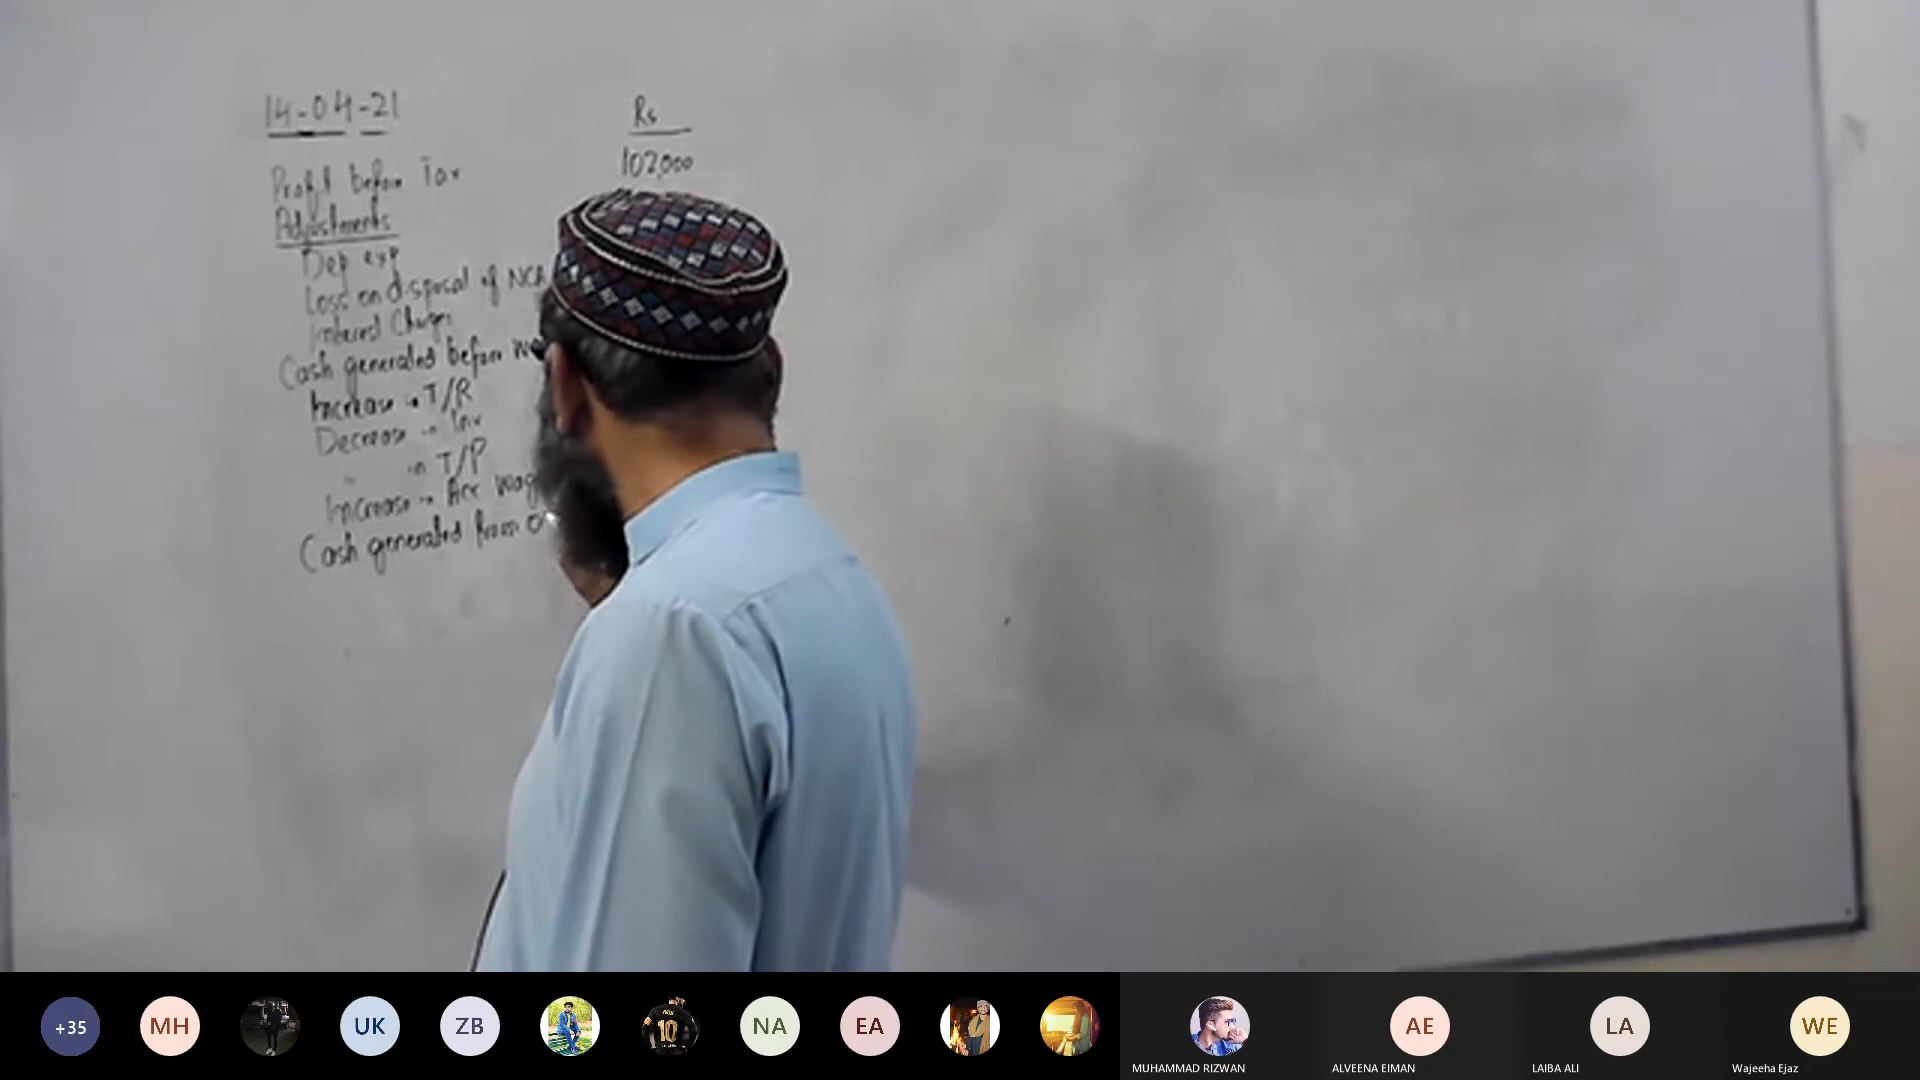 14-04-21
Rs
Profit before Tax 102,000
Adjustments
Dep exp
Loss on disposal of NCA
Interest Charges
Cash generated before
Increase in T/R
Decrease in Inv
" in T/P
Increase in Acc wag
Cash generated from O
+35 MH UK ZB 10 NA EA AE LA WE
MUHAMMAD RIZWAN ALVEENA EIMAN LAIBA ALI Wajeeha Ejaz